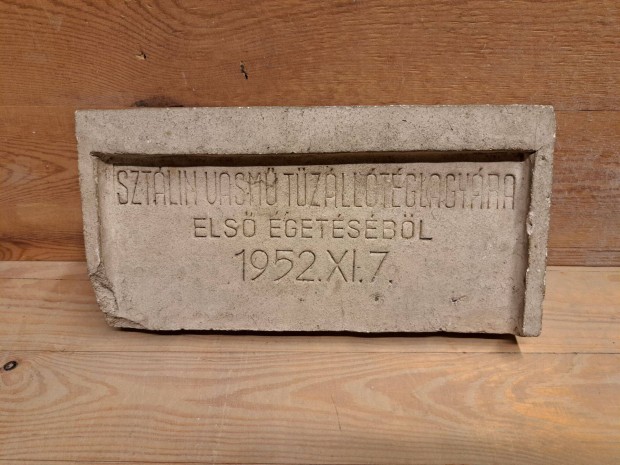 SZTÁLIN VASMŰ TŰZÁLLÓTÉGLAGYÁRA
ELSŐ ÉGETÉSÉBŐL
1952.XI.7.